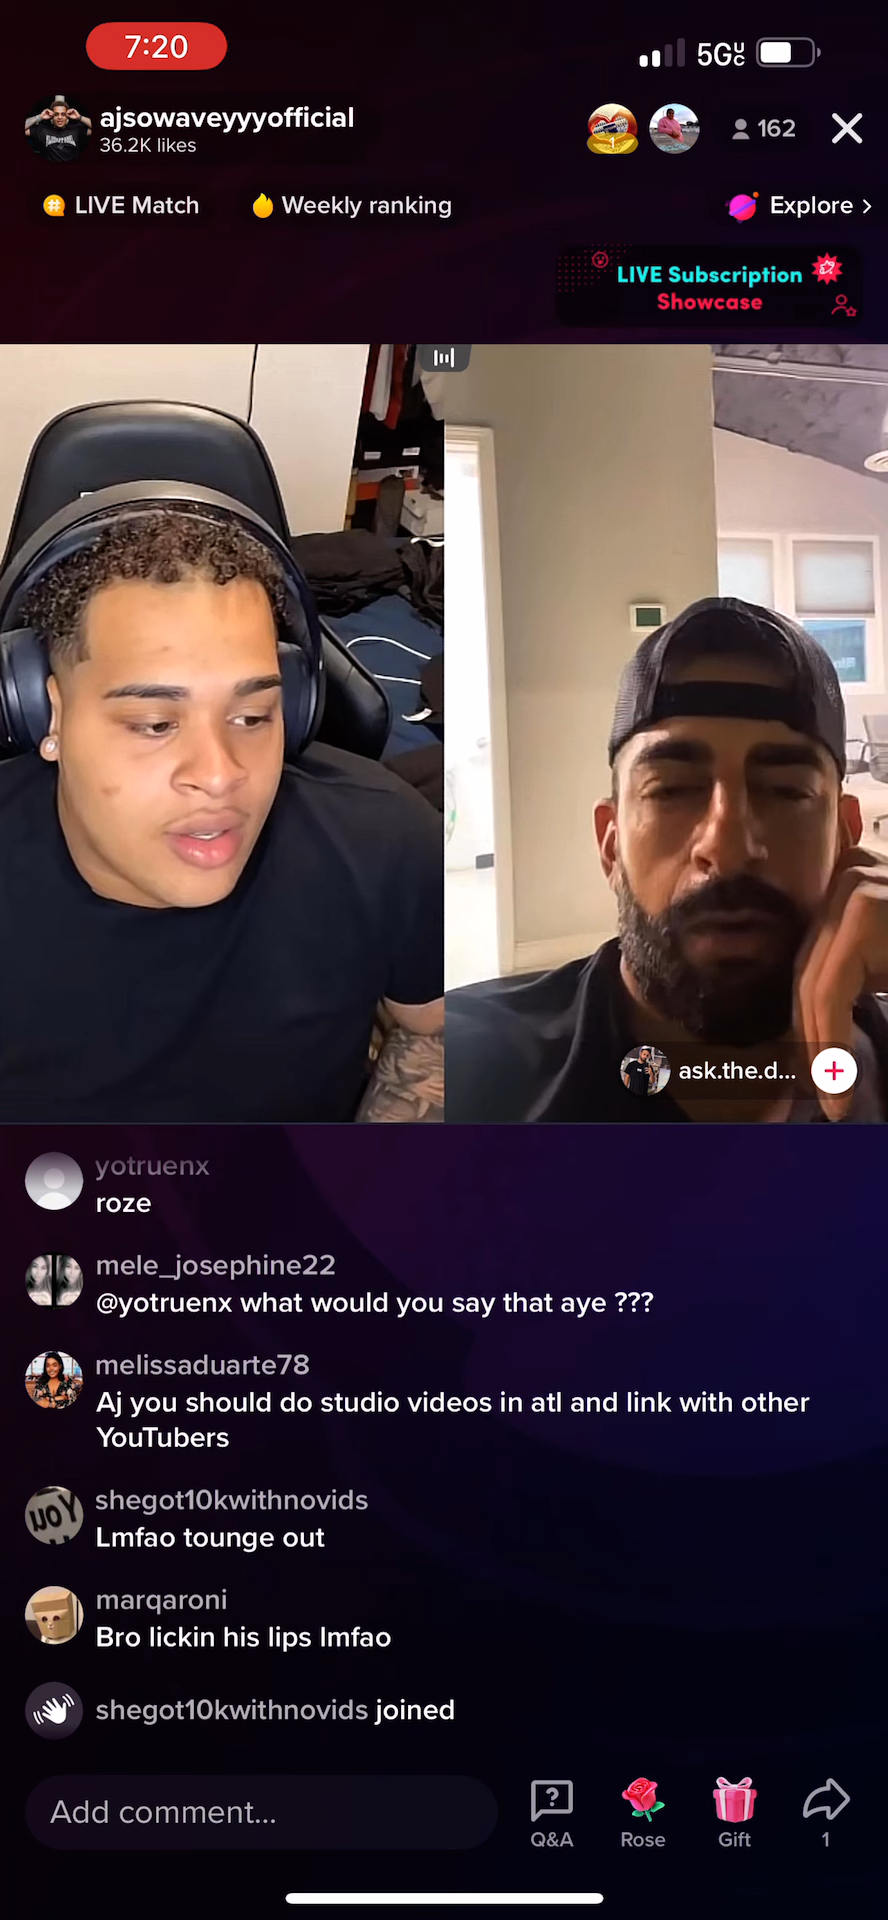 7:20
5G UC
ajsowaveyyyofficial
36.2K likes
1
162
LIVE Match
Weekly ranking
Explore >
LIVE Subscription
Showcase
ask.the.d...
yotruenx
roze
mele_josephine22
@yotruenx what would you say that aye ???
melissaduarte78
Aj you should do studio videos in atl and link with other
YouTubers
shegot10kwithnovids
Lmfao tounge out
marqaroni
Bro lickin his lips lmfao
shegot10kwithnovids joined
Add comment...
Q&A
Rose
Gift
1